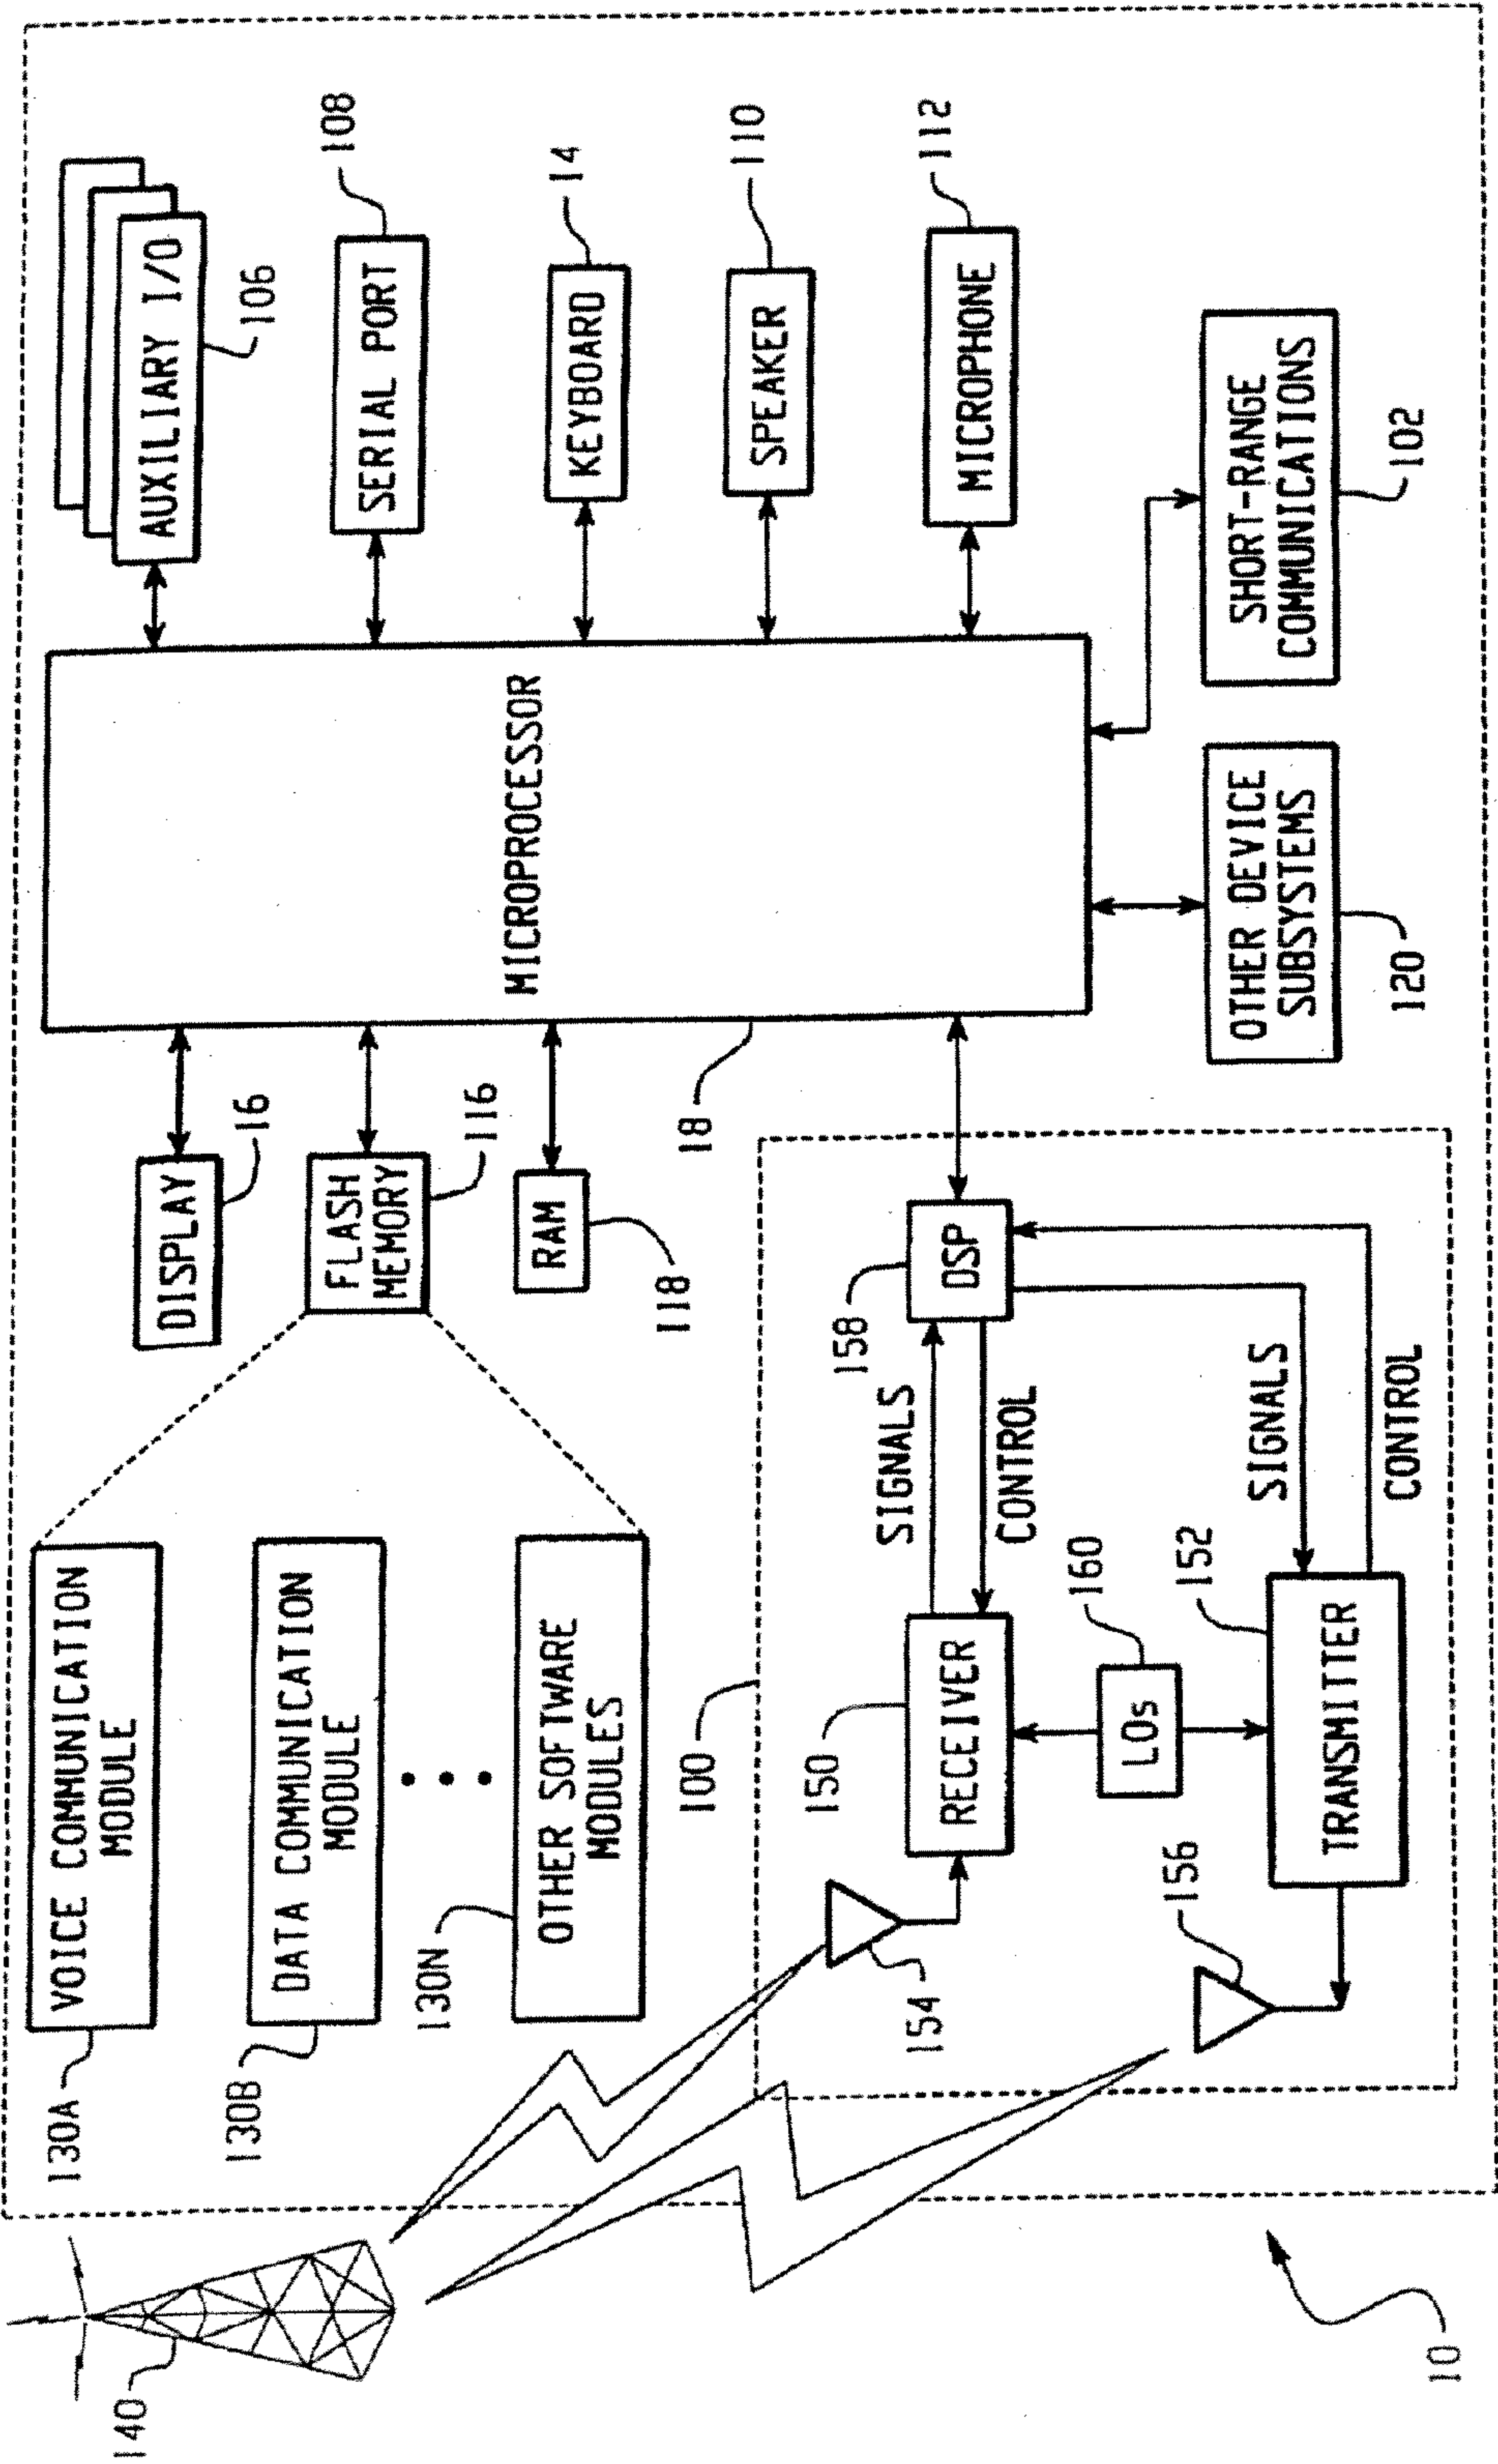 140
130A
VOICE COMMUNICATION
MODULE
130B
DATA COMMUNICATION
MODULE
130N
OTHER SOFTWARE
MODULES
DISPLAY
16
FLASH
MEMORY
116
RAM
118
MICROPROCESSOR
18
AUXILIARY I/O
106
SERIAL PORT
108
KEYBOARD
14
SPEAKER
110
MICROPHONE
112
SHORT-RANGE
COMMUNICATIONS
102
OTHER DEVICE
SUBSYSTEMS
120
100
154
150
RECEIVER
SIGNALS
CONTROL
158
DSP
160
LOs
156
152
TRANSMITTER
SIGNALS
CONTROL
10